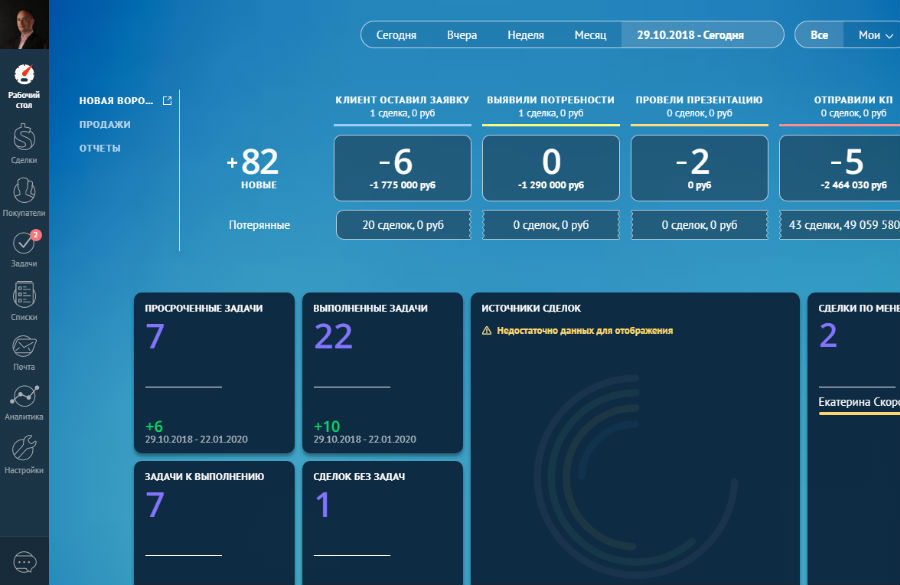 Сегодня Вчера Неделя Месяц 29.10.2018 - Сегодня Все Мои
Рабочий
стол
Сделки
Покупатели
2
Задачи
Списки
Почта
Аналитика
Настройки
НОВАЯ ВОРО...
ПРОДАЖИ
ОТЧЕТЫ
КЛИЕНТ ОСТАВИЛ ЗАЯВКУ ВЫЯВИЛИ ПОТРЕБНОСТИ ПРОВЕЛИ ПРЕЗЕНТАЦИЮ ОТПРАВИЛИ КП
1 сделка, 0 руб 1 сделка, 0 руб 0 сделок, 0 руб 0 сделок, 0 руб
+82 -6 0 -2 -5
НОВЫЕ -1 775 000 руб -1 290 000 руб 0 руб -2 464 030 руб
Потерянные 20 сделок, 0 руб 0 сделок, 0 руб 0 сделок, 0 руб 43 сделки, 49 059 580
ПРОСРОЧЕННЫЕ ЗАДАЧИ
7
+6
29.10.2018 - 22.01.2020
ВЫПОЛНЕННЫЕ ЗАДАЧИ
22
+10
29.10.2018 - 22.01.2020
ИСТОЧНИКИ СДЕЛОК
Недостаточно данных для отображения
СДЕЛКИ ПО МЕНЕ
2
Екатерина Скоро
ЗАДАЧИ К ВЫПОЛНЕНИЮ
7
СДЕЛОК БЕЗ ЗАДАЧ
1